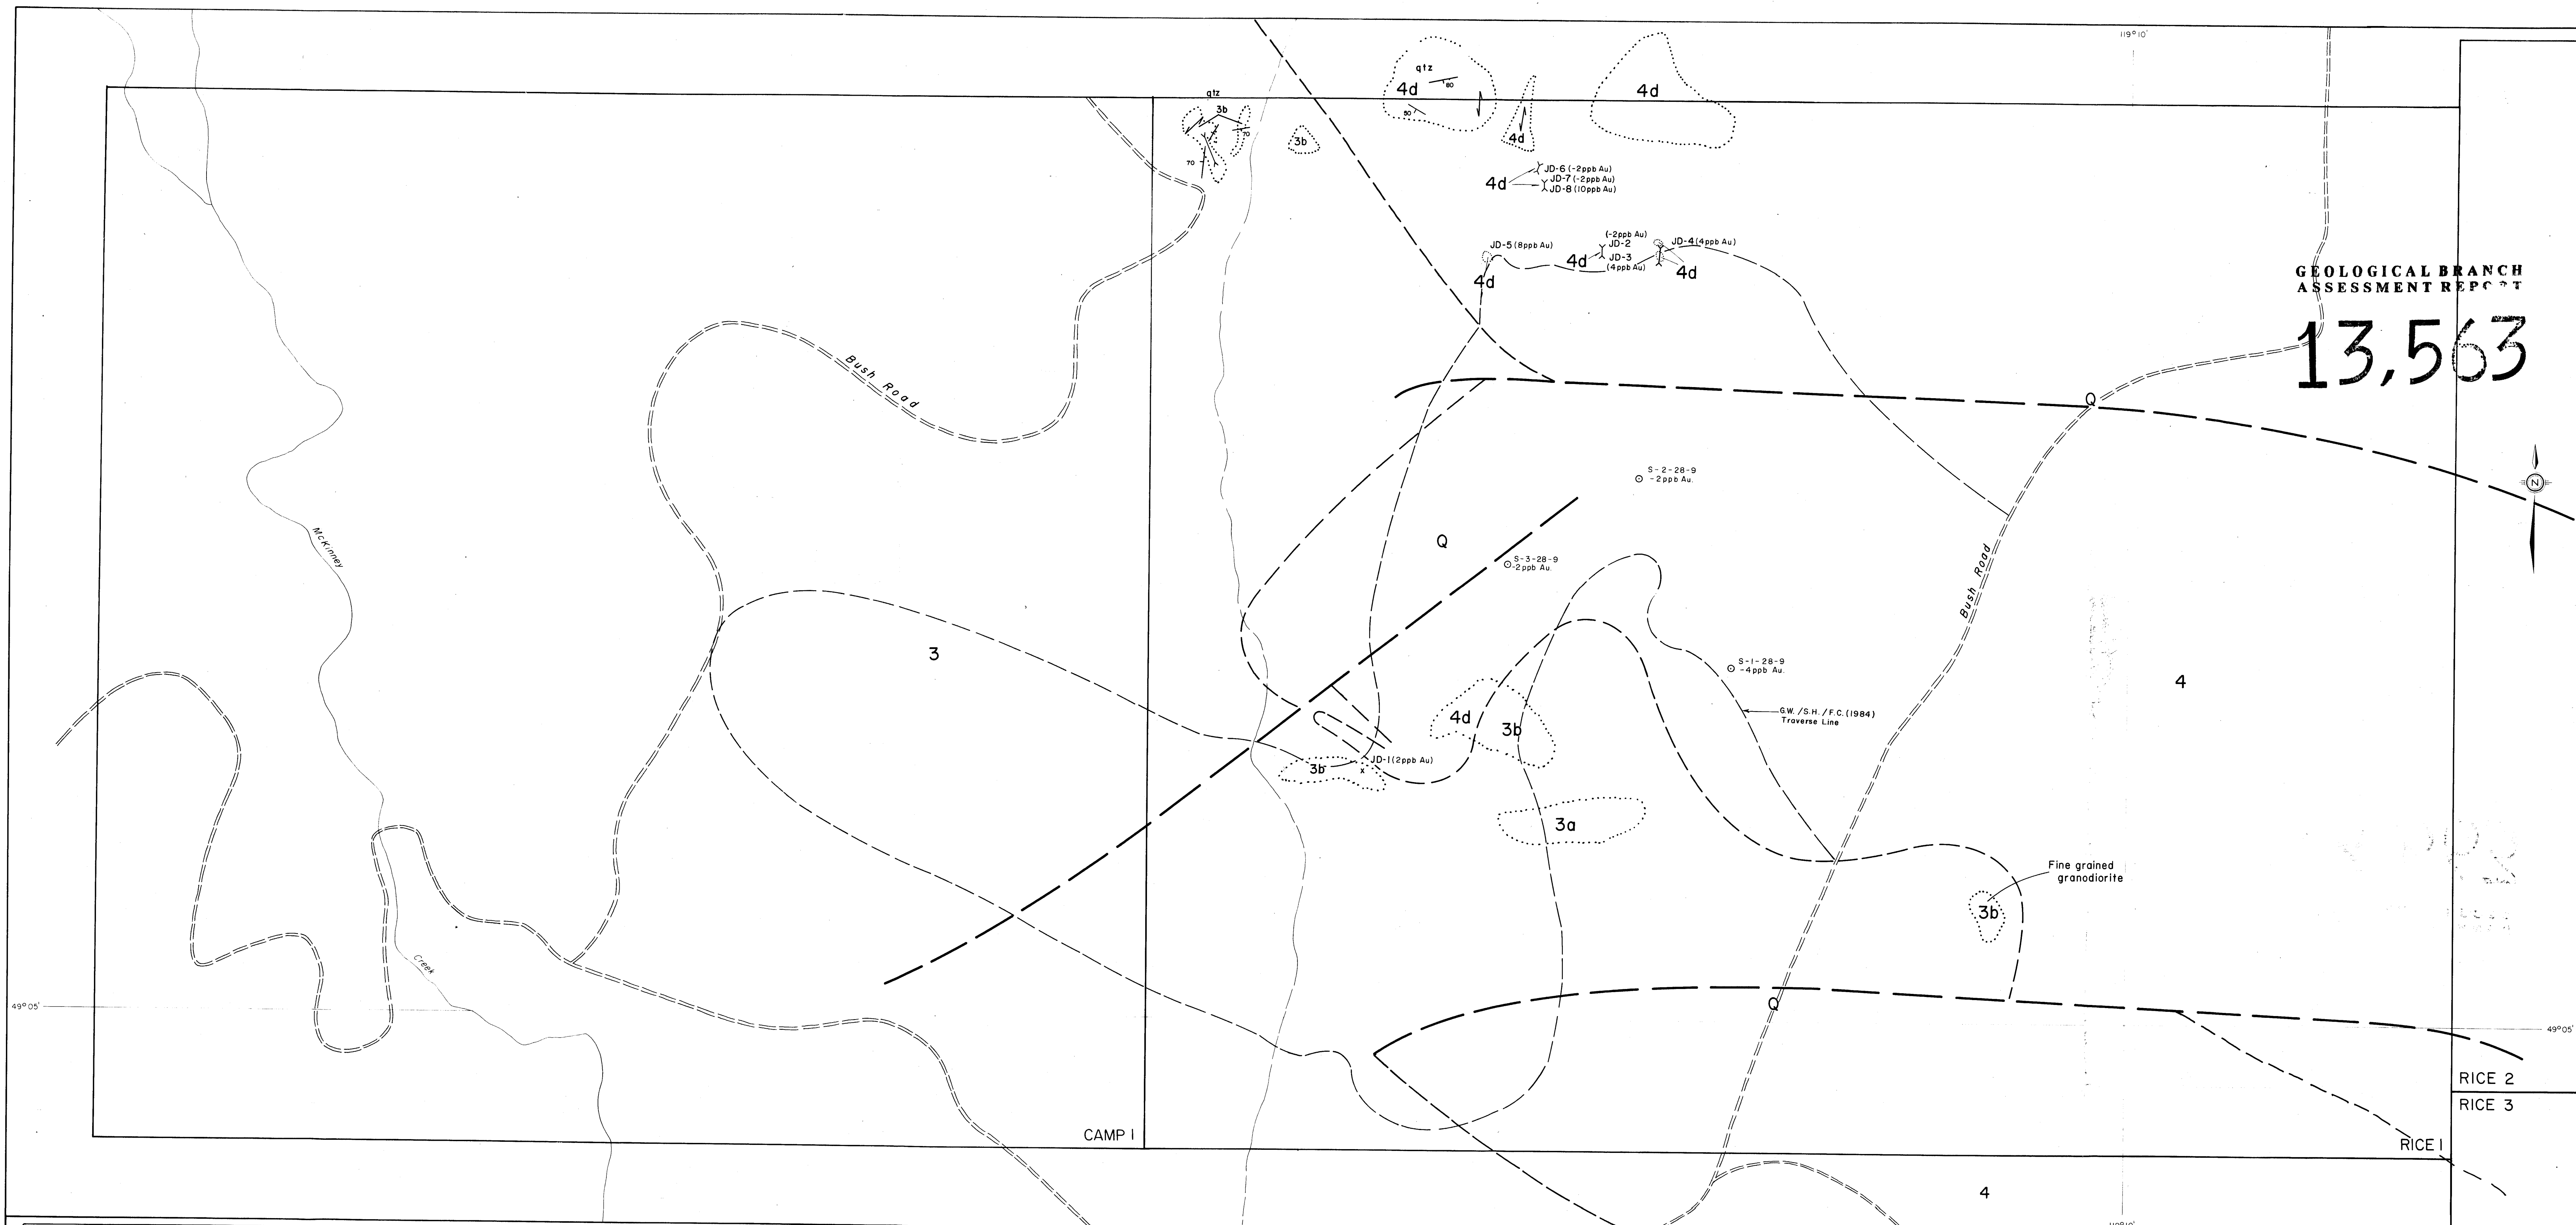 119° 10'
qtz
4d
80
50
4d
4d
qtz
3b
70
70
3b
JD-6 (-2ppb Au)
JD-7 (-2ppb Au)
JD-8 (10ppb Au)
4d
JD-5 (8ppb Au)
4d
(-2ppb Au)
JD-2
4d
JD-3
(4ppb Au)
JD-4 (4ppb Au)
4d
GEOLOGICAL BRANCH
ASSESSMENT REPORT
13,563
Bush Road
Q
N
S-2-28-9
-2ppb Au.
Q
S-3-28-9
-2ppb Au.
McKinney
Bush Road
3
S-1-28-9
-4ppb Au.
4
G.W. / S.H. / F.C. (1984)
Traverse Line
4d
3b
JD-1 (2ppb Au)
3b
x
3a
Fine grained
granodiorite
3b
Creek
49° 05'
Q
49° 05'
RICE 2
RICE 3
CAMP 1
RICE 1
4
119° 10'